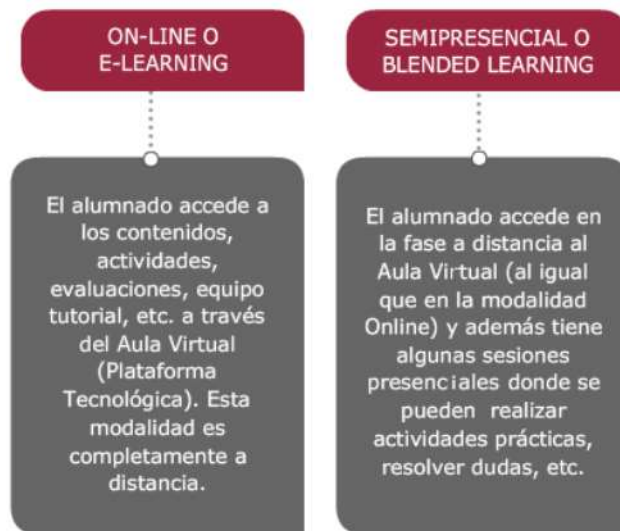 ON-LINE O
E-LEARNING
El alumnado accede a
los contenidos,
actividades,
evaluaciones, equipo
tutorial, etc. a través
del Aula Virtual
(Plataforma
Tecnológica). Esta
modalidad es
completamente a
distancia.
SEMIPRESENCIAL O
BLENDED LEARNING
El alumnado accede en
la fase a distancia al
Aula Virtual (al igual
que en la modalidad
Online) y además tiene
algunas sesiones
presenciales donde se
pueden realizar
actividades prácticas,
resolver dudas, etc.